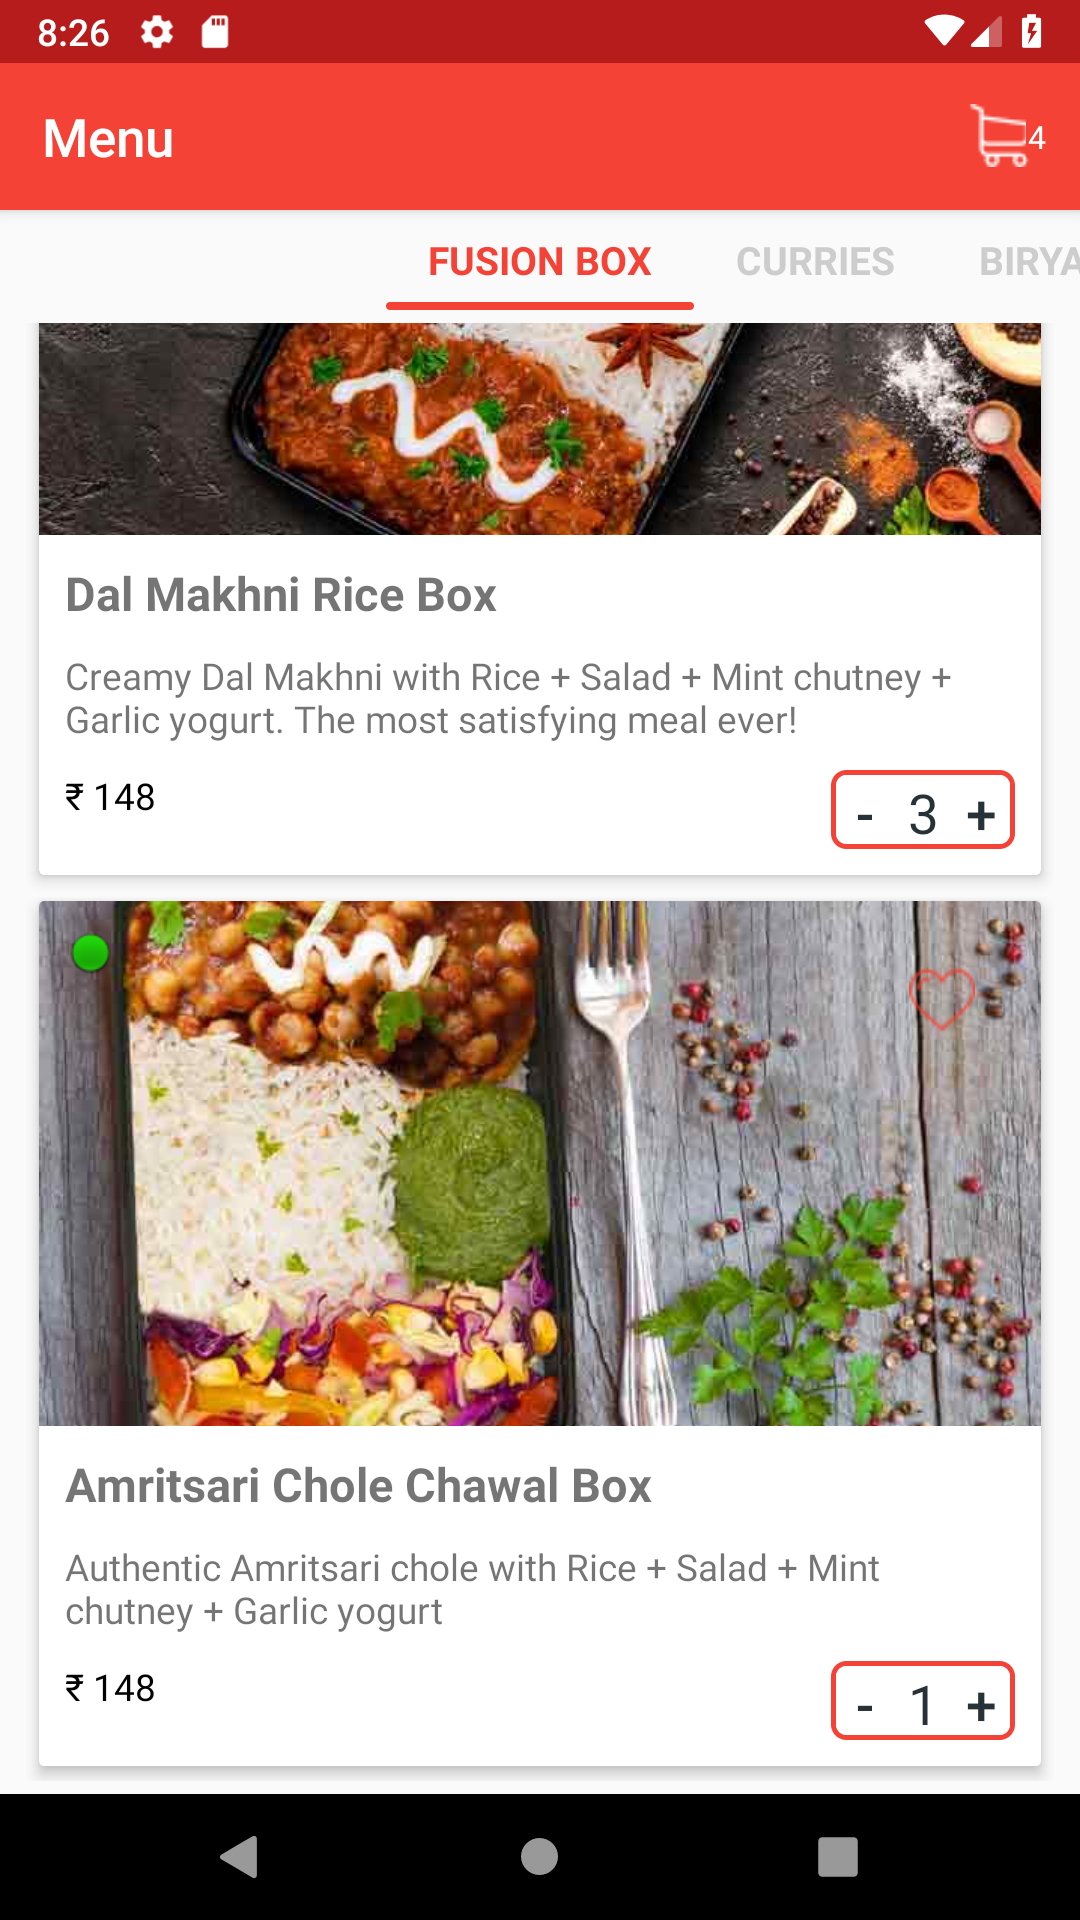 8:26
Menu
4
FUSION BOX
CURRIES
BIRYA
Dal Makhni Rice Box
Creamy Dal Makhni with Rice + Salad + Mint chutney +
Garlic yogurt. The most satisfying meal ever!
₹ 148
- 3 +
Amritsari Chole Chawal Box
Authentic Amritsari chole with Rice + Salad + Mint
chutney + Garlic yogurt
₹ 148
- 1 +